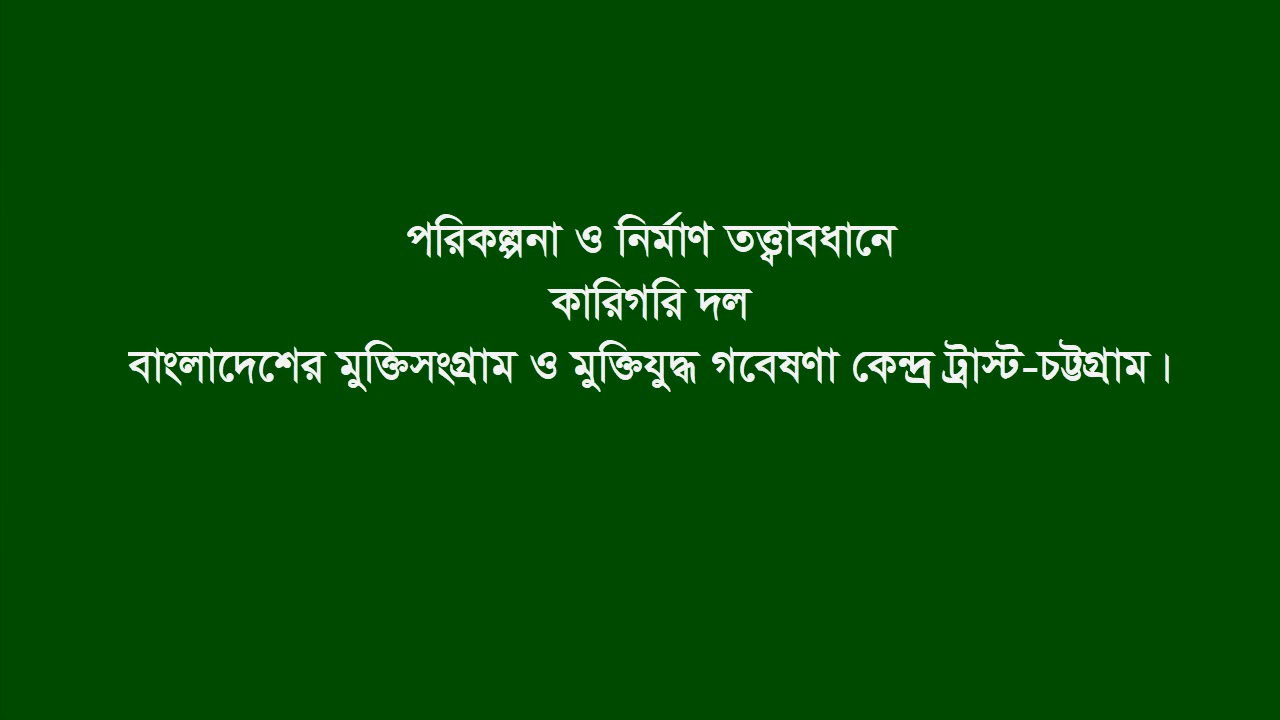 পরিকল্পনা ও নির্মাণ তত্ত্বাবধানে
কারিগরি দল
বাংলাদেশের মুক্তিসংগ্রাম ও মুক্তিযুদ্ধ গবেষণা কেন্দ্র ট্রাস্ট-চট্টগ্রাম।